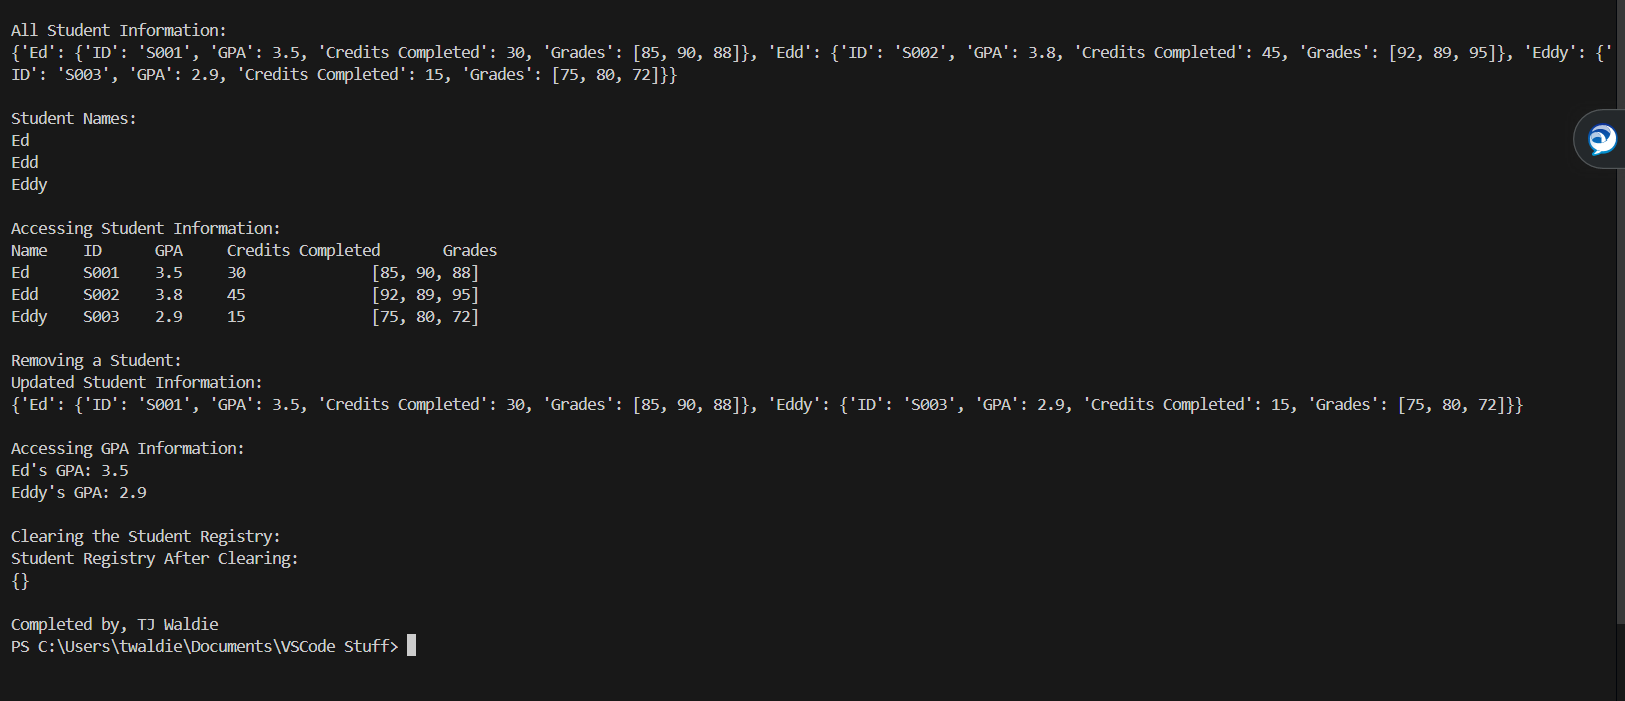 All Student Information:
{'Ed': {'ID': 'S001', 'GPA': 3.5, 'Credits Completed': 30, 'Grades': [85, 90, 88]}, 'Edd': {'ID': 'S002', 'GPA': 3.8, 'Credits Completed': 45, 'Grades': [92, 89, 95]}, 'Eddy': {'
ID': 'S003', 'GPA': 2.9, 'Credits Completed': 15, 'Grades': [75, 80, 72]}}
Student Names:
Ed
Edd
Eddy
Accessing Student Information:
Name    ID      GPA     Credits Completed       Grades
Ed      S001    3.5     30              [85, 90, 88]
Edd     S002    3.8     45              [92, 89, 95]
Eddy    S003    2.9     15              [75, 80, 72]
Removing a Student:
Updated Student Information:
{'Ed': {'ID': 'S001', 'GPA': 3.5, 'Credits Completed': 30, 'Grades': [85, 90, 88]}, 'Eddy': {'ID': 'S003', 'GPA': 2.9, 'Credits Completed': 15, 'Grades': [75, 80, 72]}}
Accessing GPA Information:
Ed's GPA: 3.5
Eddy's GPA: 2.9
Clearing the Student Registry:
Student Registry After Clearing:
{}
Completed by, TJ Waldie
PS C:\Users\twaldie\Documents\VSCode Stuff>